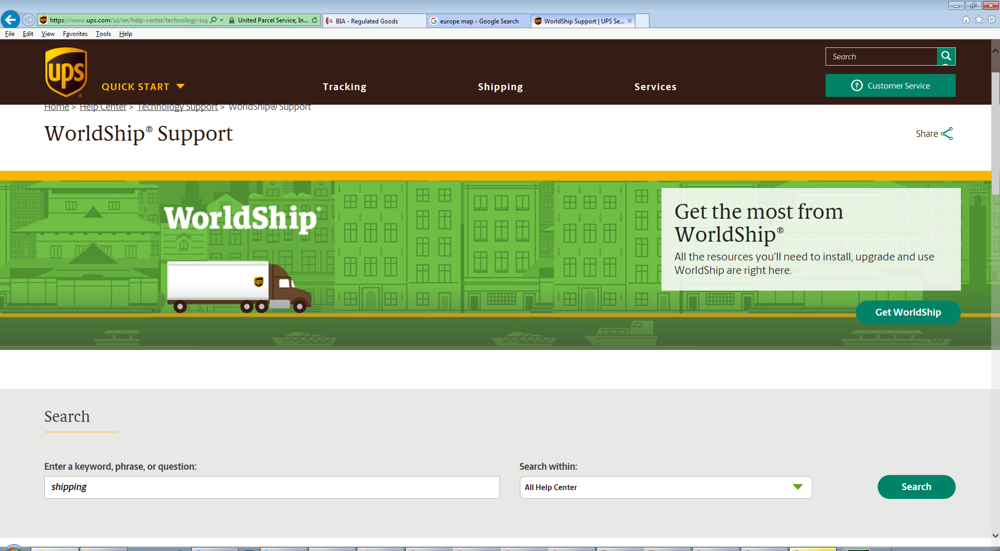 https://www.ups.com/us/en/help-center/technology-sup
United Parcel Service, In...
BIA - Regulated Goods
europe map - Google Search
WorldShip Support | UPS Se...
File Edit View Favorites Tools Help
ups
QUICK START
Tracking
Shipping
Services
Search
Customer Service
Home > Help Center > Technology Support > WorldShip® Support
WorldShip® Support
Share
WorldShip®
ups
Get the most from
WorldShip®
All the resources you'll need to install, upgrade and use
WorldShip are right here.
Get WorldShip
Search
Enter a keyword, phrase, or question:
shipping
Search within:
All Help Center
Search